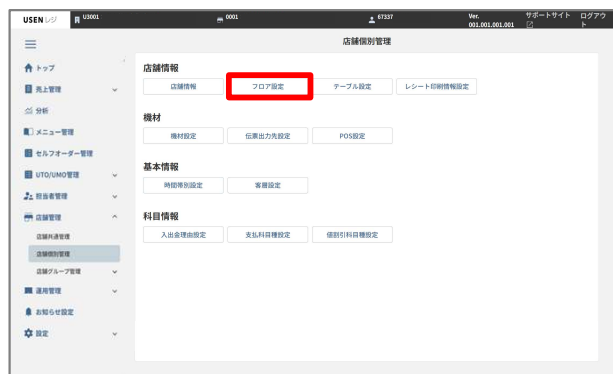 USEN レジ U3001 0001 67337 Ver. 001.001.001.001 サポートサイト ログアウト
店舗個別管理
トップ
売上管理
分析
メニュー管理
セルフオーダー管理
UTO/UMO管理
担当者管理
店舗管理
店舗共通管理
店舗個別管理
店舗グループ管理
運用管理
お知らせ設定
設定
店舗情報
店舗情報 フロア設定 テーブル設定 レシート印刷情報設定
機材
機材設定 伝票出力先設定 POS設定
基本情報
時間帯別設定 客層設定
科目情報
入出金理由設定 支払科目種設定 値割引科目種設定